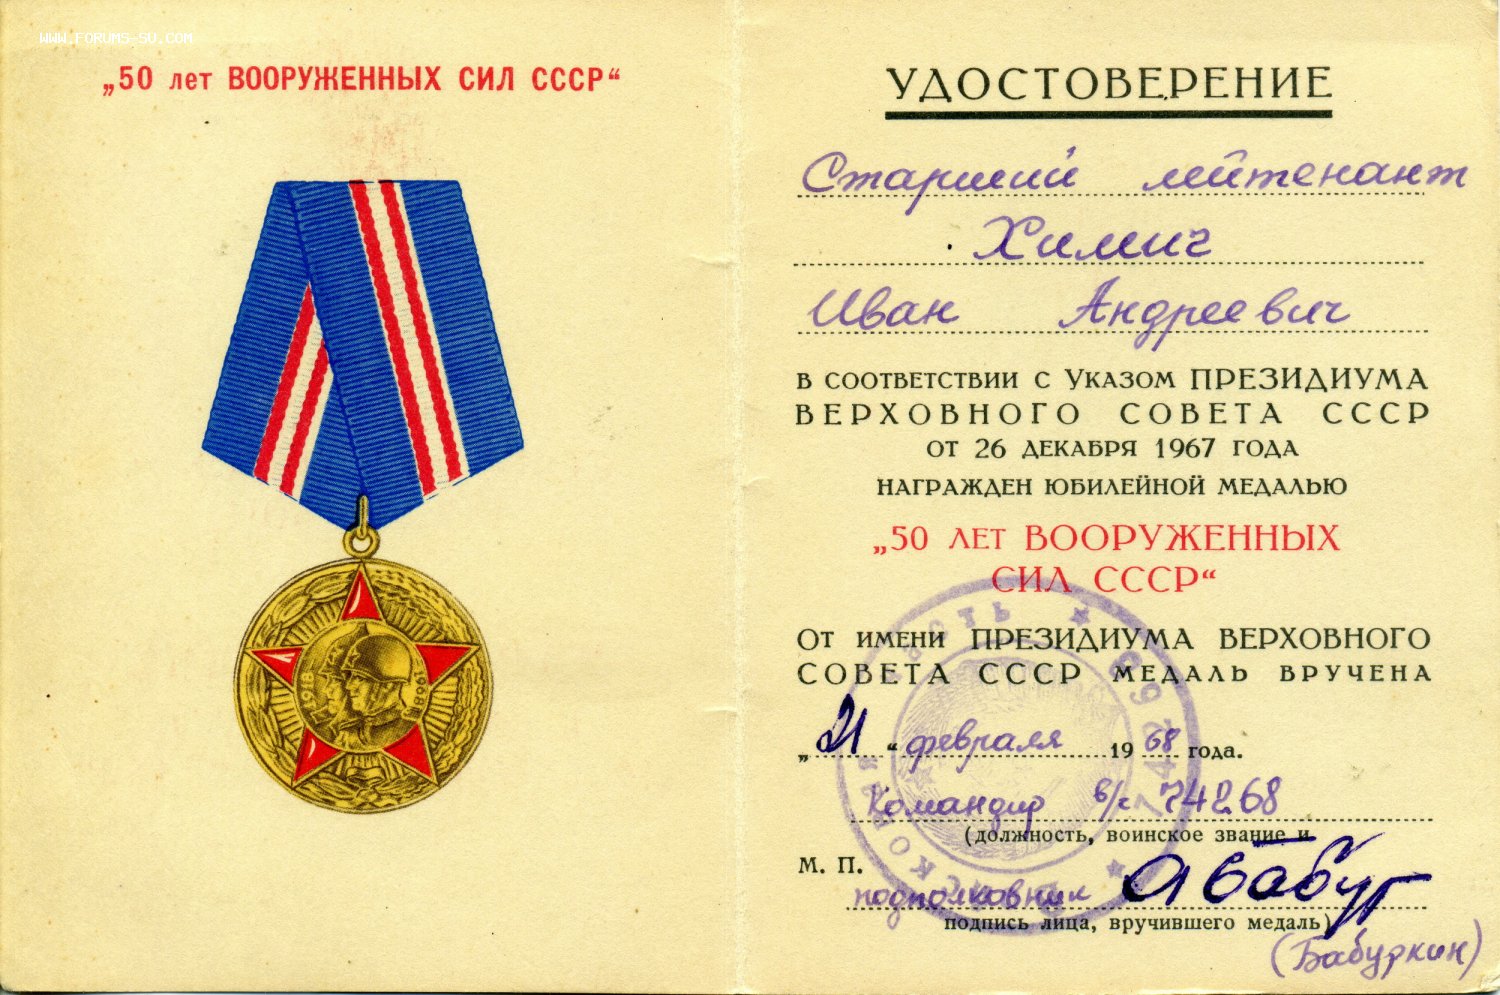 WWW.FORUMS-SU.COM
„50 лет ВООРУЖЕННЫХ СИЛ СССР“
1918
1968
УДОСТОВЕРЕНИЕ
Старший лейтенант
Химич
Иван Андреевич
В СООТВЕТСТВИИ С УКАЗОМ ПРЕЗИДИУМА
ВЕРХОВНОГО СОВЕТА СССР
ОТ 26 ДЕКАБРЯ 1967 ГОДА
НАГРАЖДЕН ЮБИЛЕЙНОЙ МЕДАЛЬЮ
„50 ЛЕТ ВООРУЖЕННЫХ
СИЛ СССР“
ОТ ИМЕНИ ПРЕЗИДИУМА ВЕРХОВНОГО
СОВЕТА СССР МЕДАЛЬ ВРУЧЕНА
„21“ февраля 1968 года.
Командир в/ч 74268
(должность, воинское звание и
М. П.
подполковник
подпись лица, вручившего медаль)
(Бабуркин)
74268